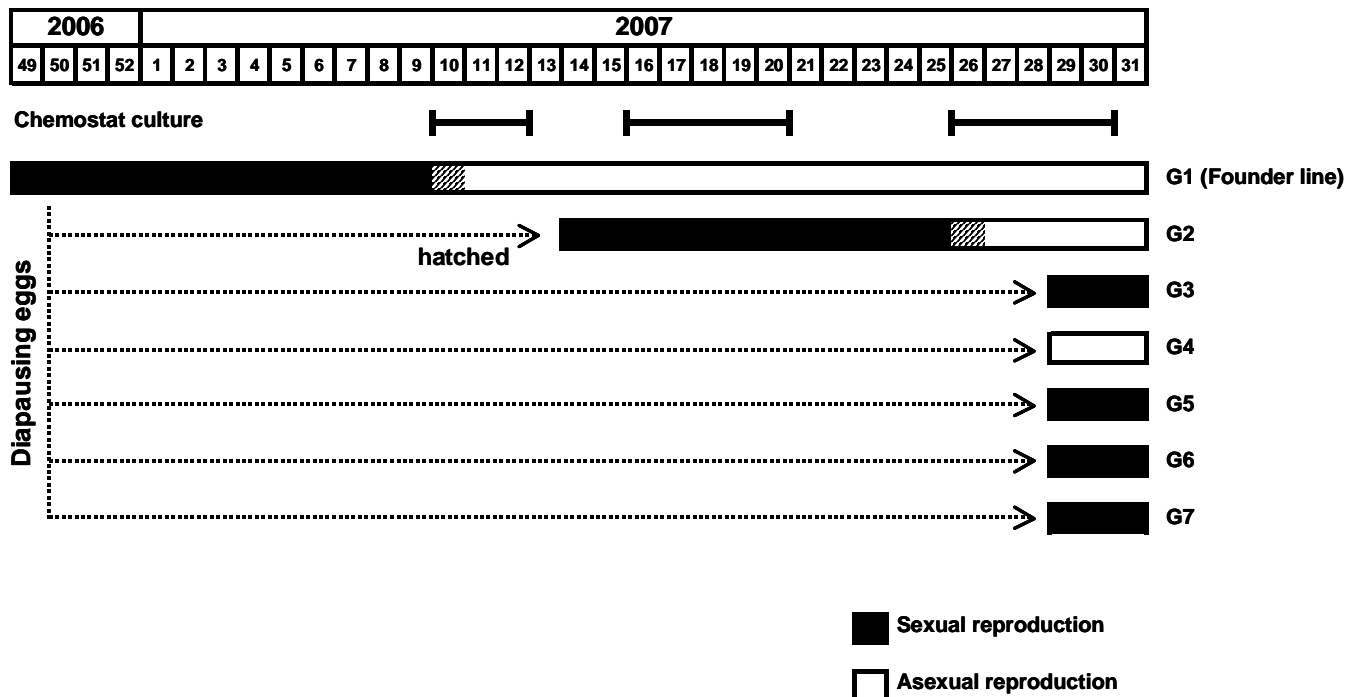 2006 2007
49 50 51 52 1 2 3 4 5 6 7 8 9 10 11 12 13 14 15 16 17 18 19 20 21 22 23 24 25 26 27 28 29 30 31
Chemostat culture
G1 (Founder line)
G2
hatched
Diapausing eggs
G3
G4
G5
G6
G7
Sexual reproduction
Asexual reproduction